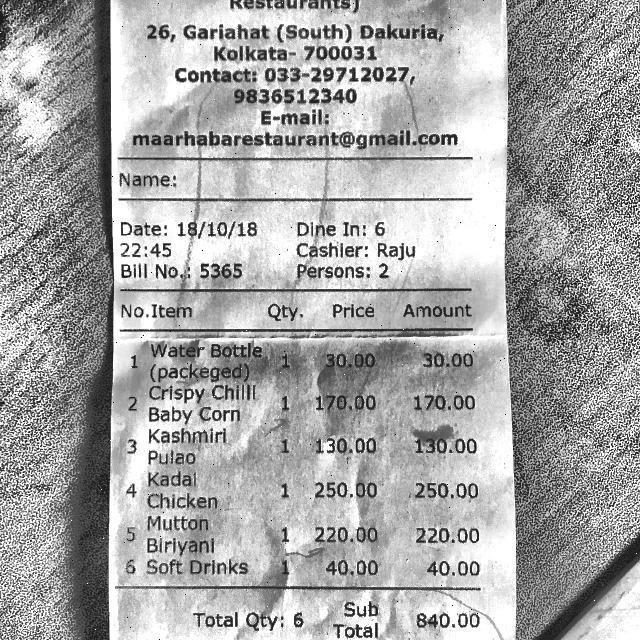 Restaurants)
26, Gariahat (South) Dakuria,
Kolkata- 700031
Contact: 033-29712027,
9836512340
E-mail:
maarhabarestaurant@gmail.com
Name:
Date: 18/10/18 Dine In: 6
22:45 Cashier: Raju
Bill No.: 5365 Persons: 2
No.Item Qty. Price Amount
1 Water Bottle (packeged) 1 30.00 30.00
2 Crispy Chilli Baby Corn 1 170.00 170.00
3 Kashmiri Pulao 1 130.00 130.00
4 Kadai Chicken 1 250.00 250.00
5 Mutton Biriyani 1 220.00 220.00
6 Soft Drinks 1 40.00 40.00
Total Qty: 6 Sub Total 840.00